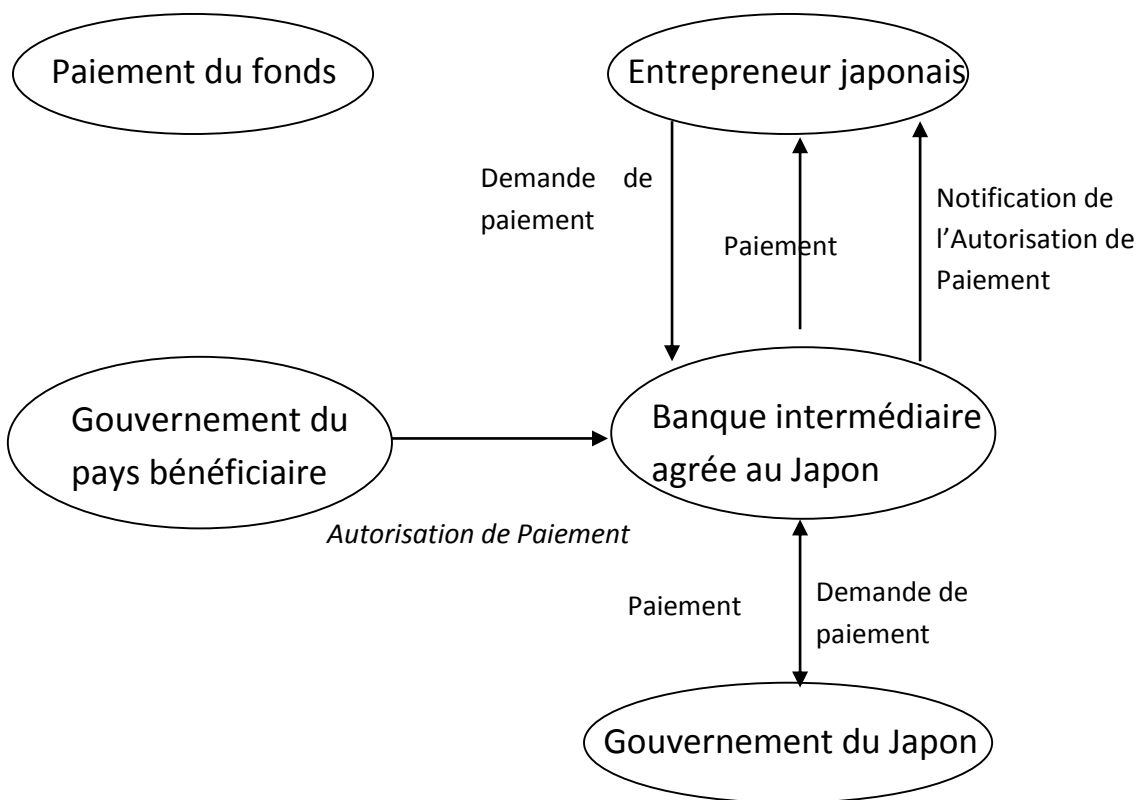 Paiement du fonds
Entrepreneur japonais
Demande de
paiement
Paiement
Notification de
l’Autorisation de
Paiement
Gouvernement du
pays bénéficiaire
Banque intermédiaire
agrée au Japon
Autorisation de Paiement
Paiement
Demande de
paiement
Gouvernement du Japon